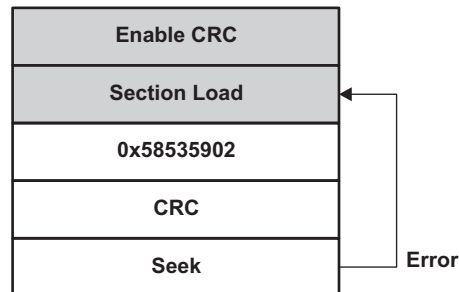 Enable CRC
Section Load
0x58535902
CRC
Seek
Error